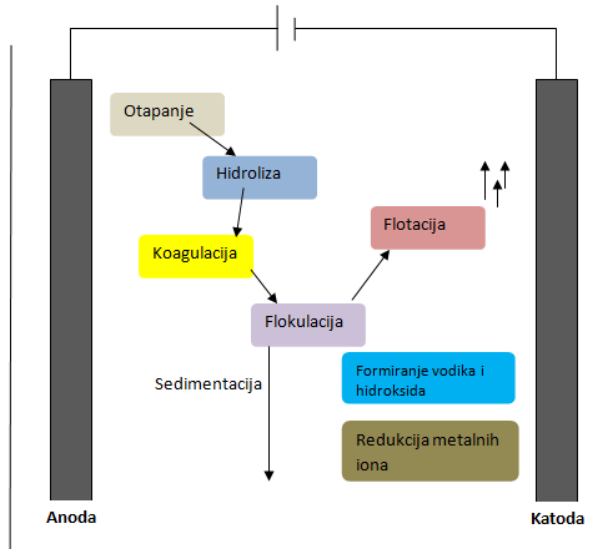 Otapanje
Hidroliza
Flotacija
Koagulacija
Flokulacija
Formiranje vodika i
hidroksida
Sedimentacija
Redukcija metalnih
iona
Anoda
Katoda